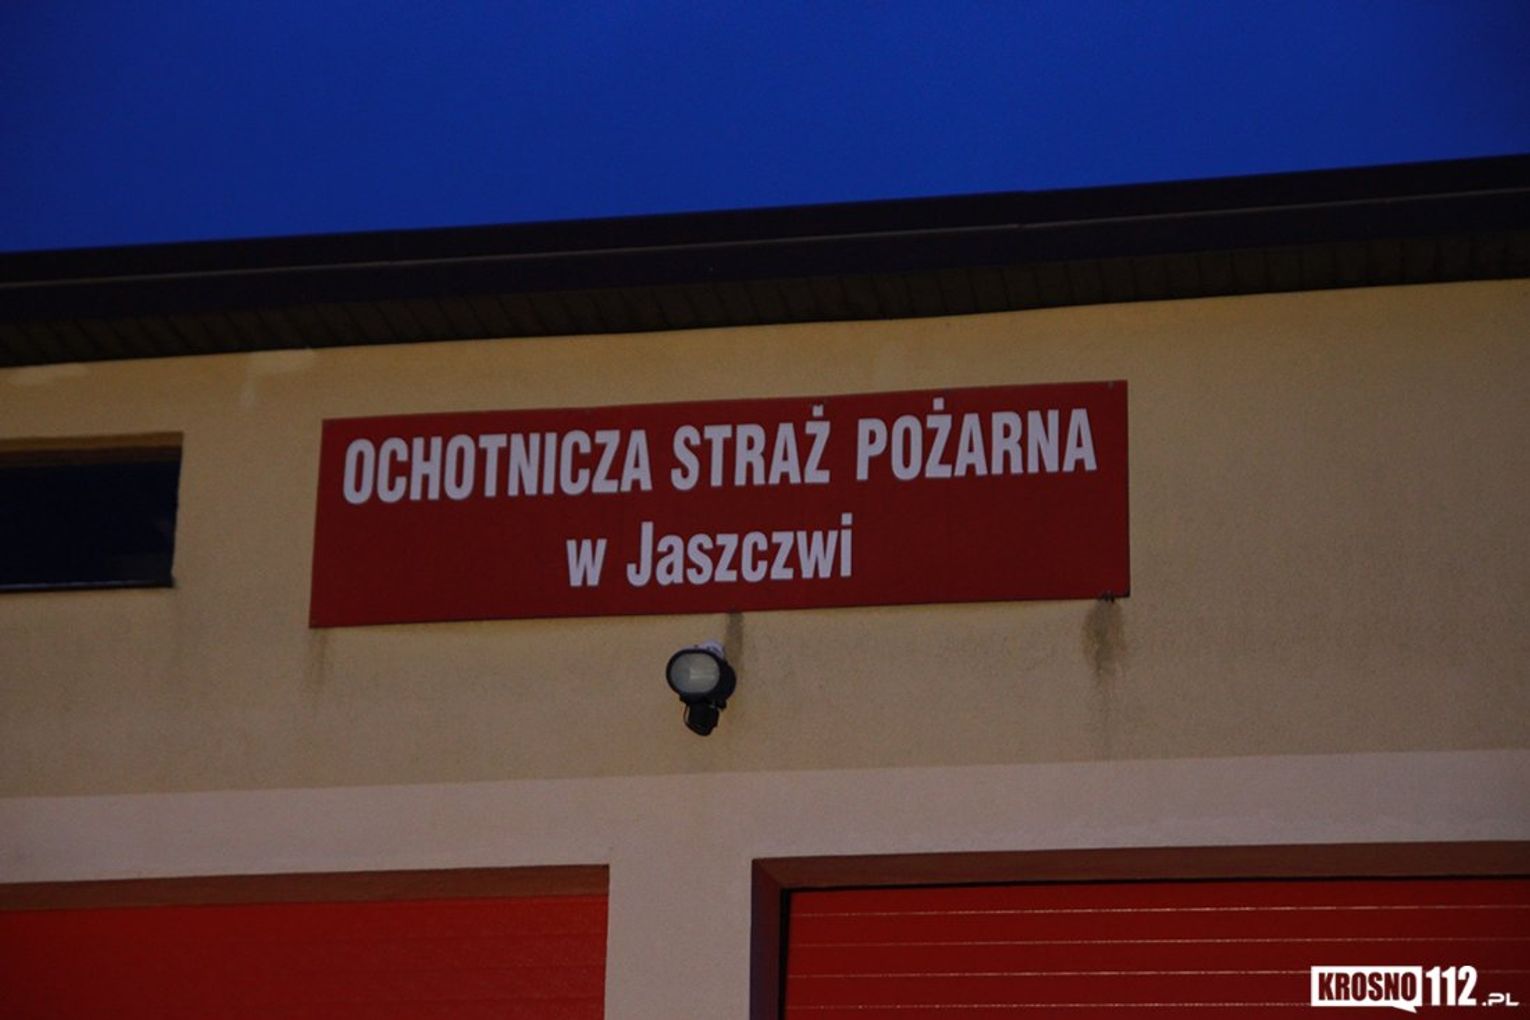 OCHOTNICZA STRAŻ POŻARNA
w Jaszczwi
KROSNO112.PL